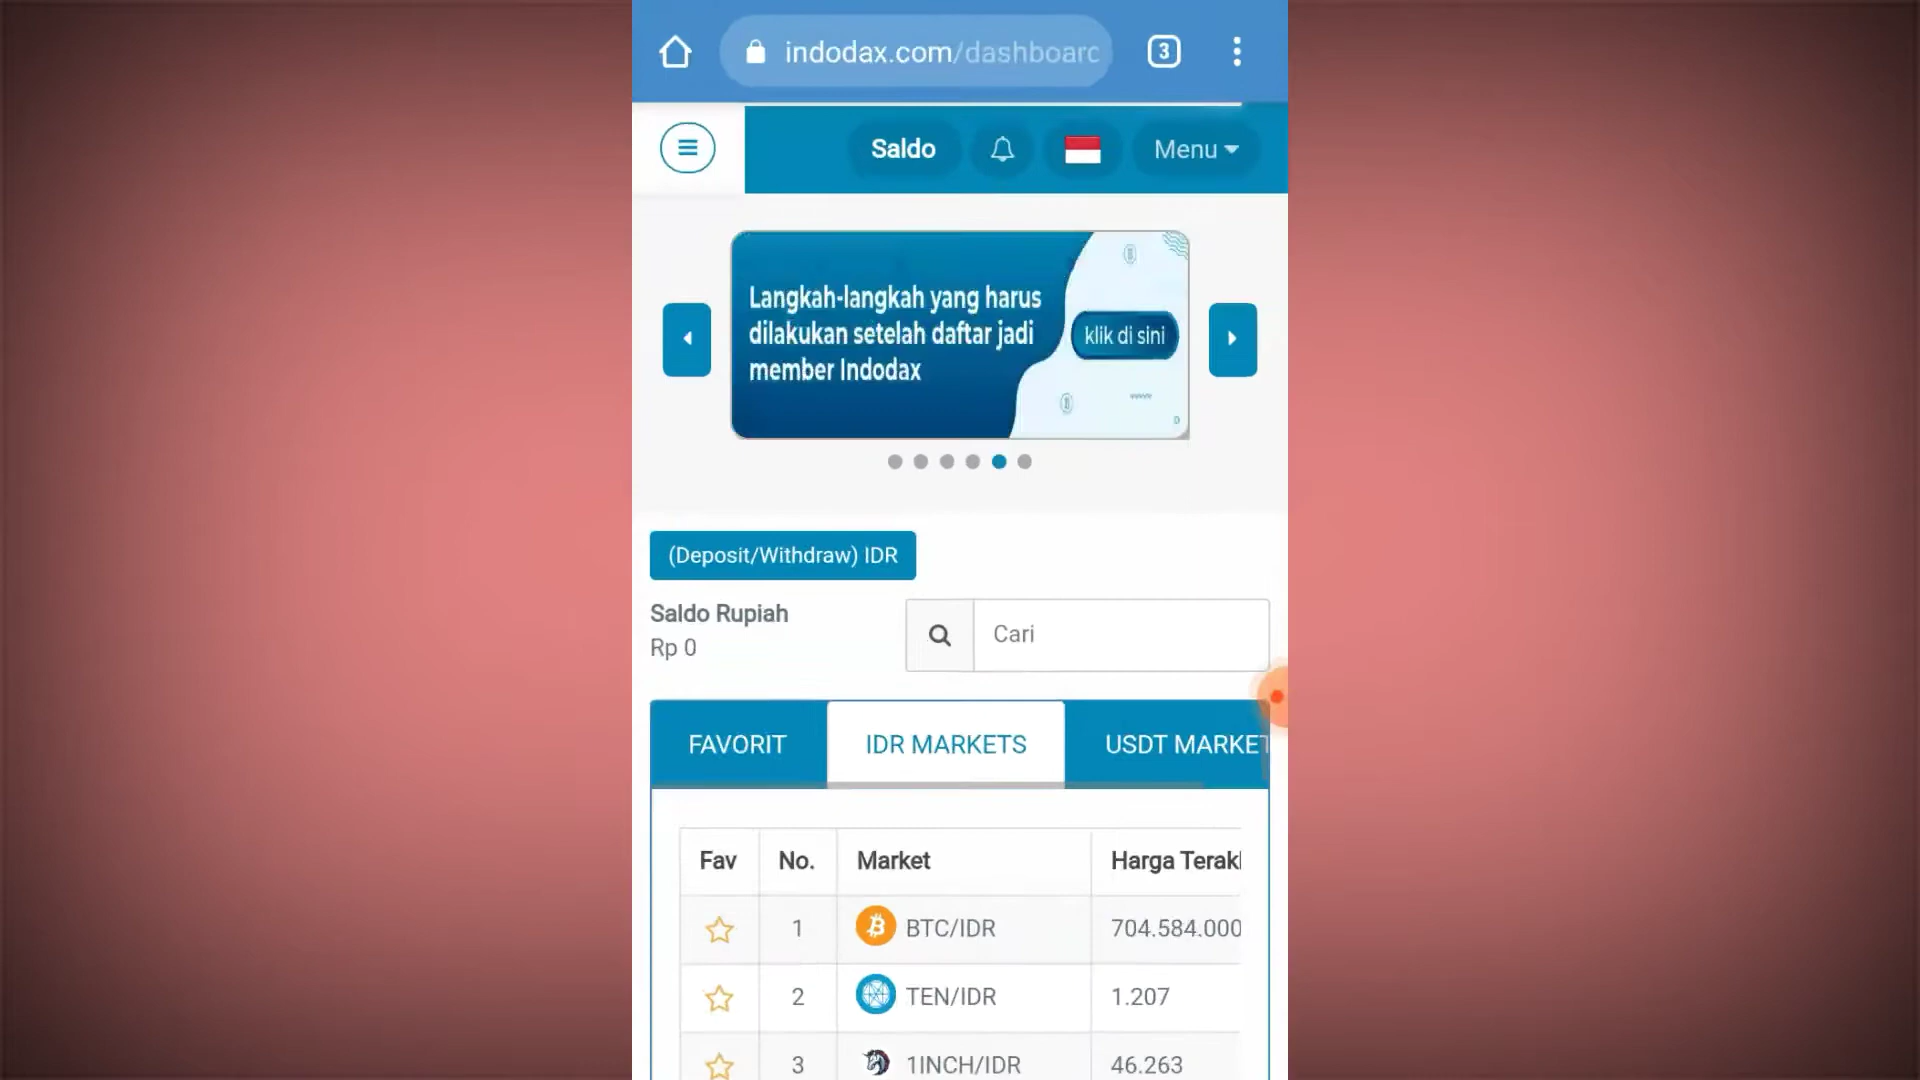 indodax.com/dashboarc
3
Saldo
Menu
Langkah-langkah yang harus
dilakukan setelah daftar jadi
member Indodax
klik di sini
(Deposit/Withdraw) IDR
Saldo Rupiah
Rp 0
Cari
FAVORIT
IDR MARKETS
USDT MARKET
Fav
No.
Market
Harga Terak
1
BTC/IDR
704.584.000
2
TEN/IDR
1.207
3
1INCH/IDR
46.263